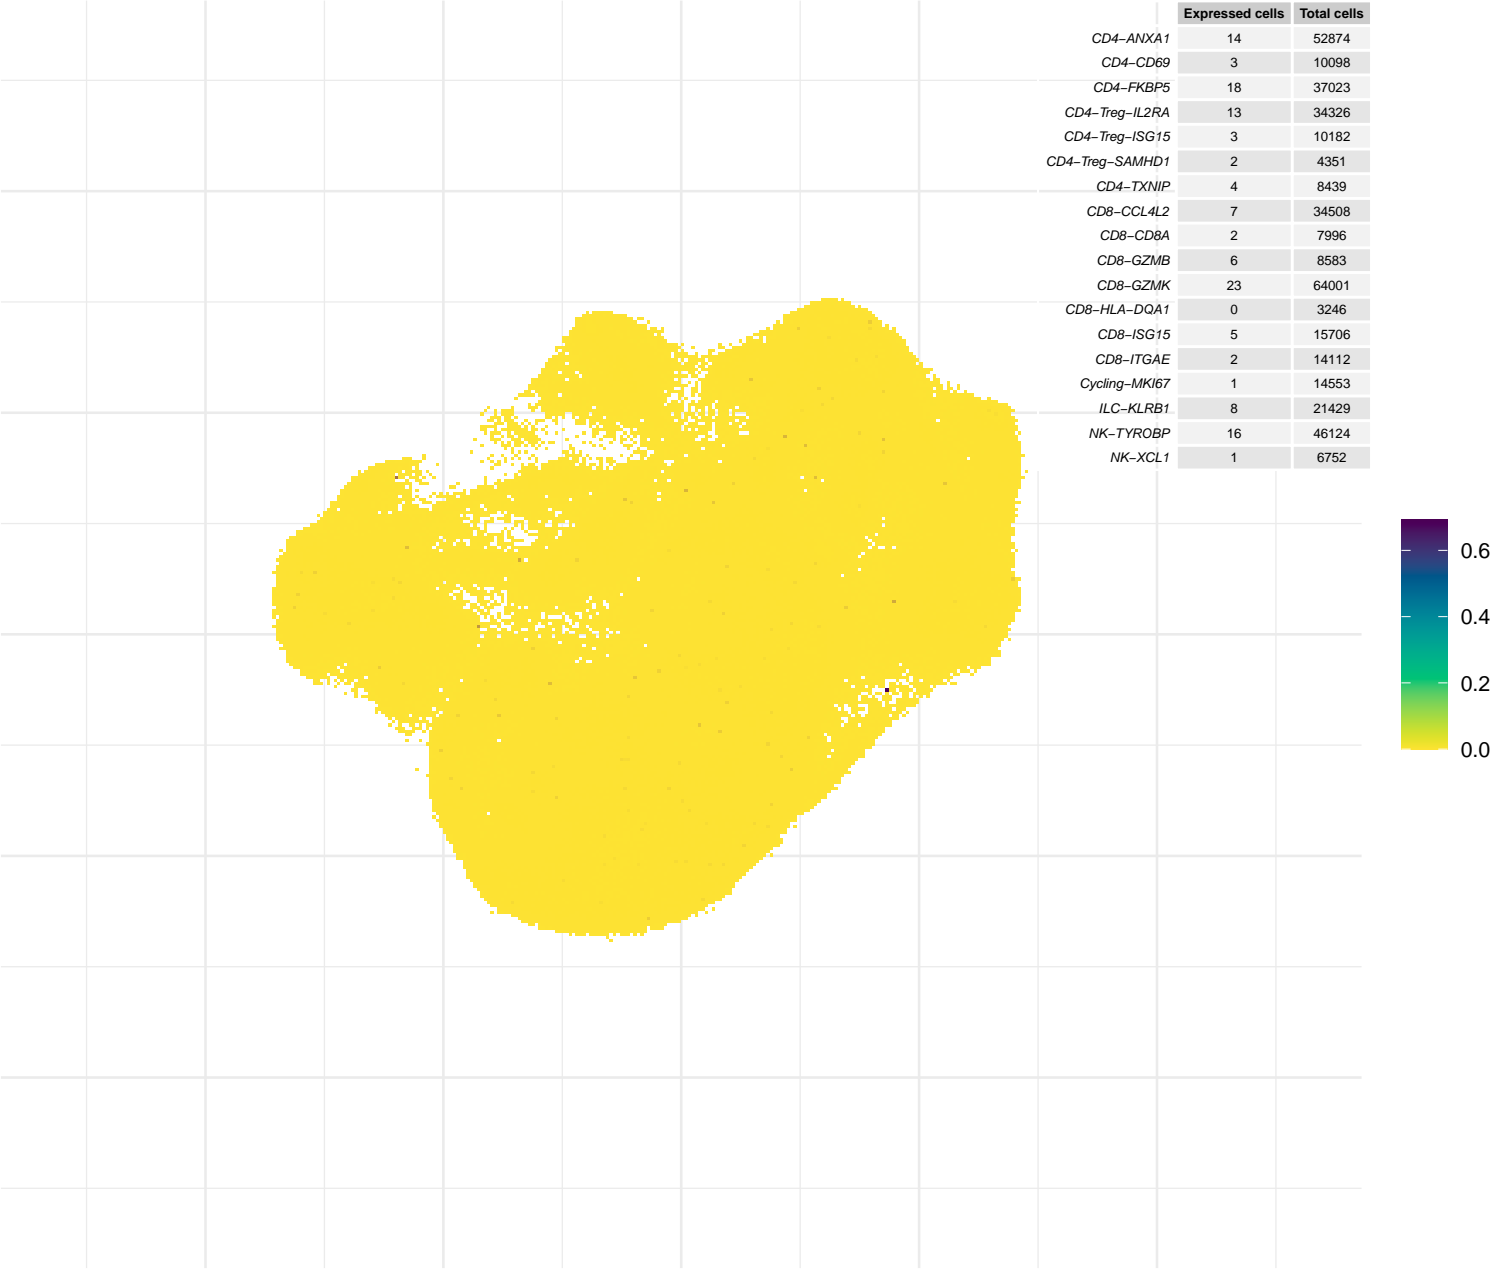 Expressed cells Total cells
CD4−ANXA1 14 52874
CD4−CD69 3 10098
CD4−FKBP5 18 37023
CD4−Treg−IL2RA 13 34326
CD4−Treg−ISG15 3 10182
CD4−Treg−SAMHD1 2 4351
CD4−TXNIP 4 8439
CD8−CCL4L2 7 34508
CD8−CD8A 2 7996
CD8−GZMB 6 8583
CD8−GZMK 23 64001
CD8−HLA−DQA1 0 3246
CD8−ISG15 5 15706
CD8−ITGAE 2 14112
Cycling−MKI67 1 14553
ILC−KLRB1 8 21429
NK−TYROBP 16 46124
NK−XCL1 1 6752
0.6
0.4
0.2
0.0